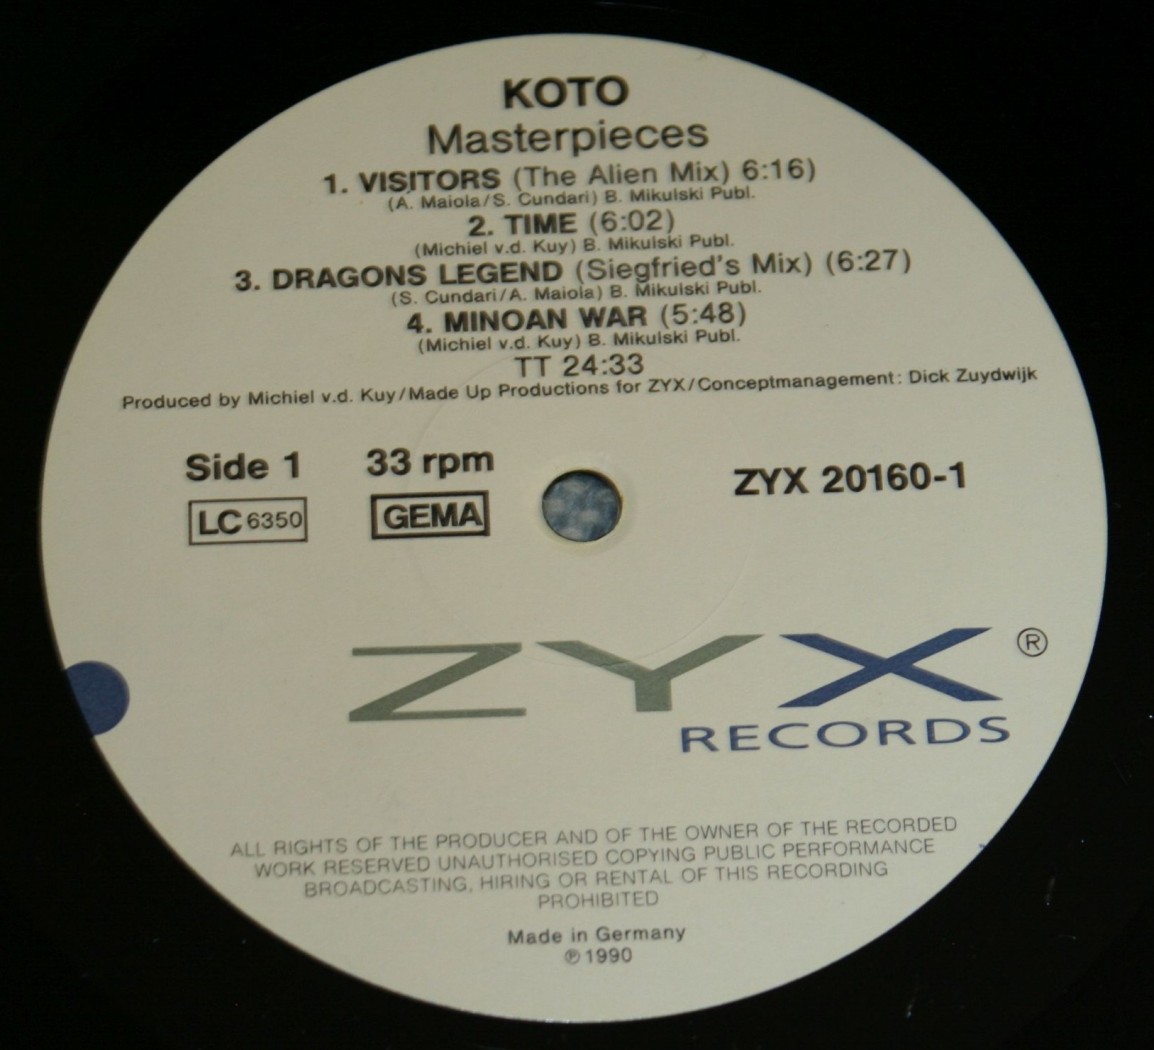 KOTO
Masterpieces
1. VISITORS (The Alien Mix) 6:16)
(A. Maiola/S. Cundari) B. Mikulski Publ.
2. TIME (6:02)
(Michiel v.d. Kuy) B. Mikulski Publ.
3. DRAGONS LEGEND (Siegfried's Mix) (6:27)
(S. Cundari/A. Maiola) B. Mikulski Publ.
4. MINOAN WAR (5:48)
(Michiel v.d. Kuy) B. Mikulski Publ.
TT 24:33
Produced by Michiel v.d. Kuy/Made Up Productions for ZYX/Conceptmanagement: Dick Zuydwijk
Side 1 33 rpm ZYX 20160-1
LC 6350 GEMA
ZYX ®
RECORDS
ALL RIGHTS OF THE PRODUCER AND OF THE OWNER OF THE RECORDED
WORK RESERVED UNAUTHORISED COPYING PUBLIC PERFORMANCE
BROADCASTING, HIRING OR RENTAL OF THIS RECORDING
PROHIBITED
Made in Germany
℗ 1990